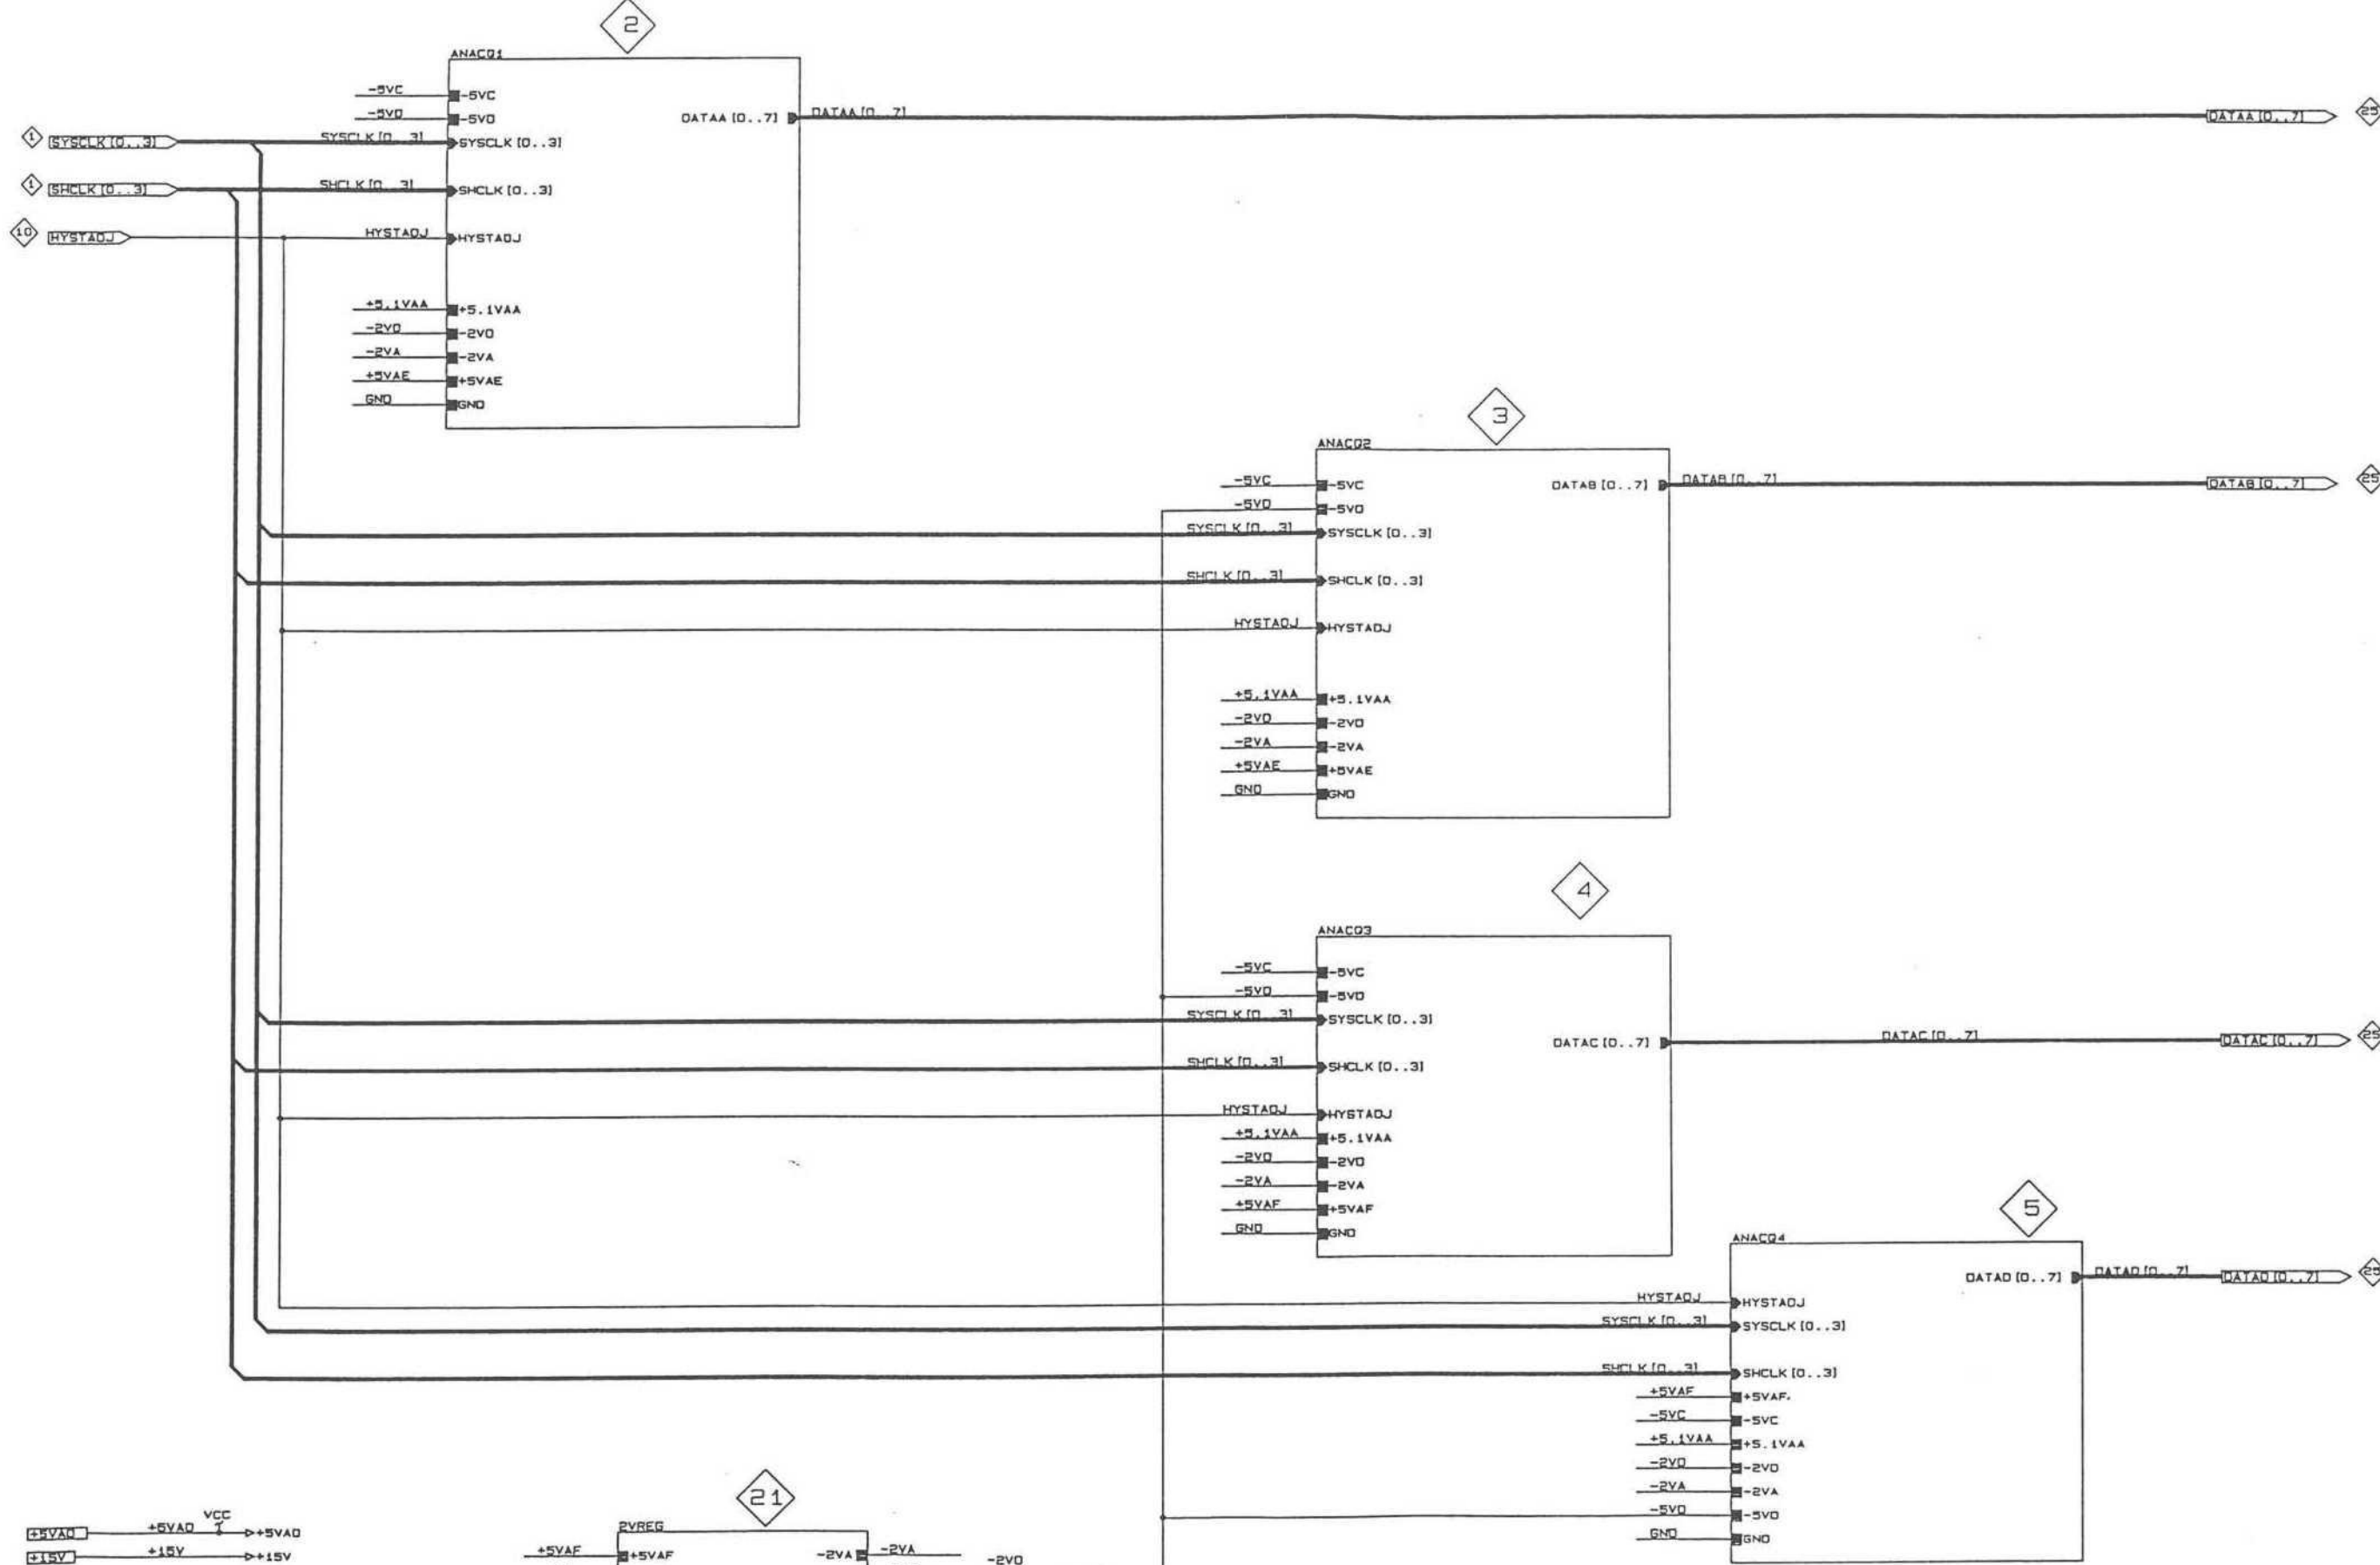 2
ANACQ1
-5VC -5VC
-5VD -5VD
DATAA [0..7] DATAA [0..7] DATAA [0..7] 25
1 SYSCLK [0..3] SYSCLK [0..3] SYSCLK [0..3]
1 SHCLK [0..3] SHCLK [0..3] SHCLK [0..3]
10 HYSTADJ HYSTADJ HYSTADJ
+5.1VAA +5.1VAA
-2VD -2VD
-2VA -2VA
+5VAE +5VAE
GND GND
3
ANACQ2
-5VC -5VC
DATAB [0..7] DATAB [0..7] DATAB [0..7] 25
-5VD -5VD
SYSCLK [0..3] SYSCLK [0..3]
SHCLK [0..3] SHCLK [0..3]
HYSTADJ HYSTADJ
+5.1VAA +5.1VAA
-2VD -2VD
-2VA -2VA
+5VAE +5VAE
GND GND
4
ANACQ3
-5VC -5VC
-5VD -5VD
SYSCLK [0..3] SYSCLK [0..3]
DATAC [0..7] DATAC [0..7] DATAC [0..7] 25
SHCLK [0..3] SHCLK [0..3]
HYSTADJ HYSTADJ
+5.1VAA +5.1VAA
-2VD -2VD
-2VA -2VA
+5VAF +5VAF
GND GND
5
ANACQ4
DATAD [0..7] DATAD [0..7] DATAD [0..7] 25
HYSTADJ HYSTADJ
SYSCLK [0..3] SYSCLK [0..3]
SHCLK [0..3] SHCLK [0..3]
+5VAF +5VAF
-5VC -5VC
+5.1VAA +5.1VAA
-2VD -2VD
-2VA -2VA
-5VD -5VD
GND GND
21
2VREG
VCC
+5VAD +5VAD +5VAD
+15V +15V +15V
+5VAF +5VAF
-2VA -2VA
-2VD